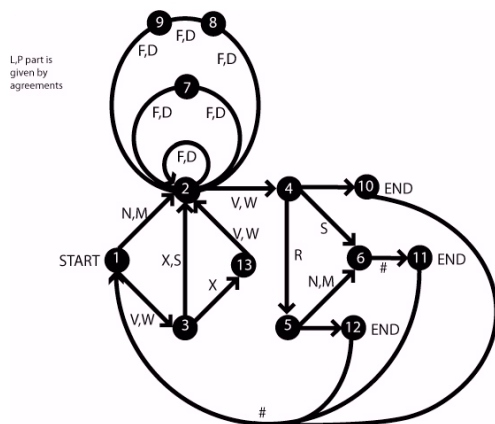 9
F,D
8
F,D
F,D
L,P part is
given by
agreements
7
F,D
F,D
F,D
2
V,W
4
10 END
N,M
V,W
S
START 1
X,S
13
R
6
#
11 END
N,M
X
V,W
3
5
12 END
#